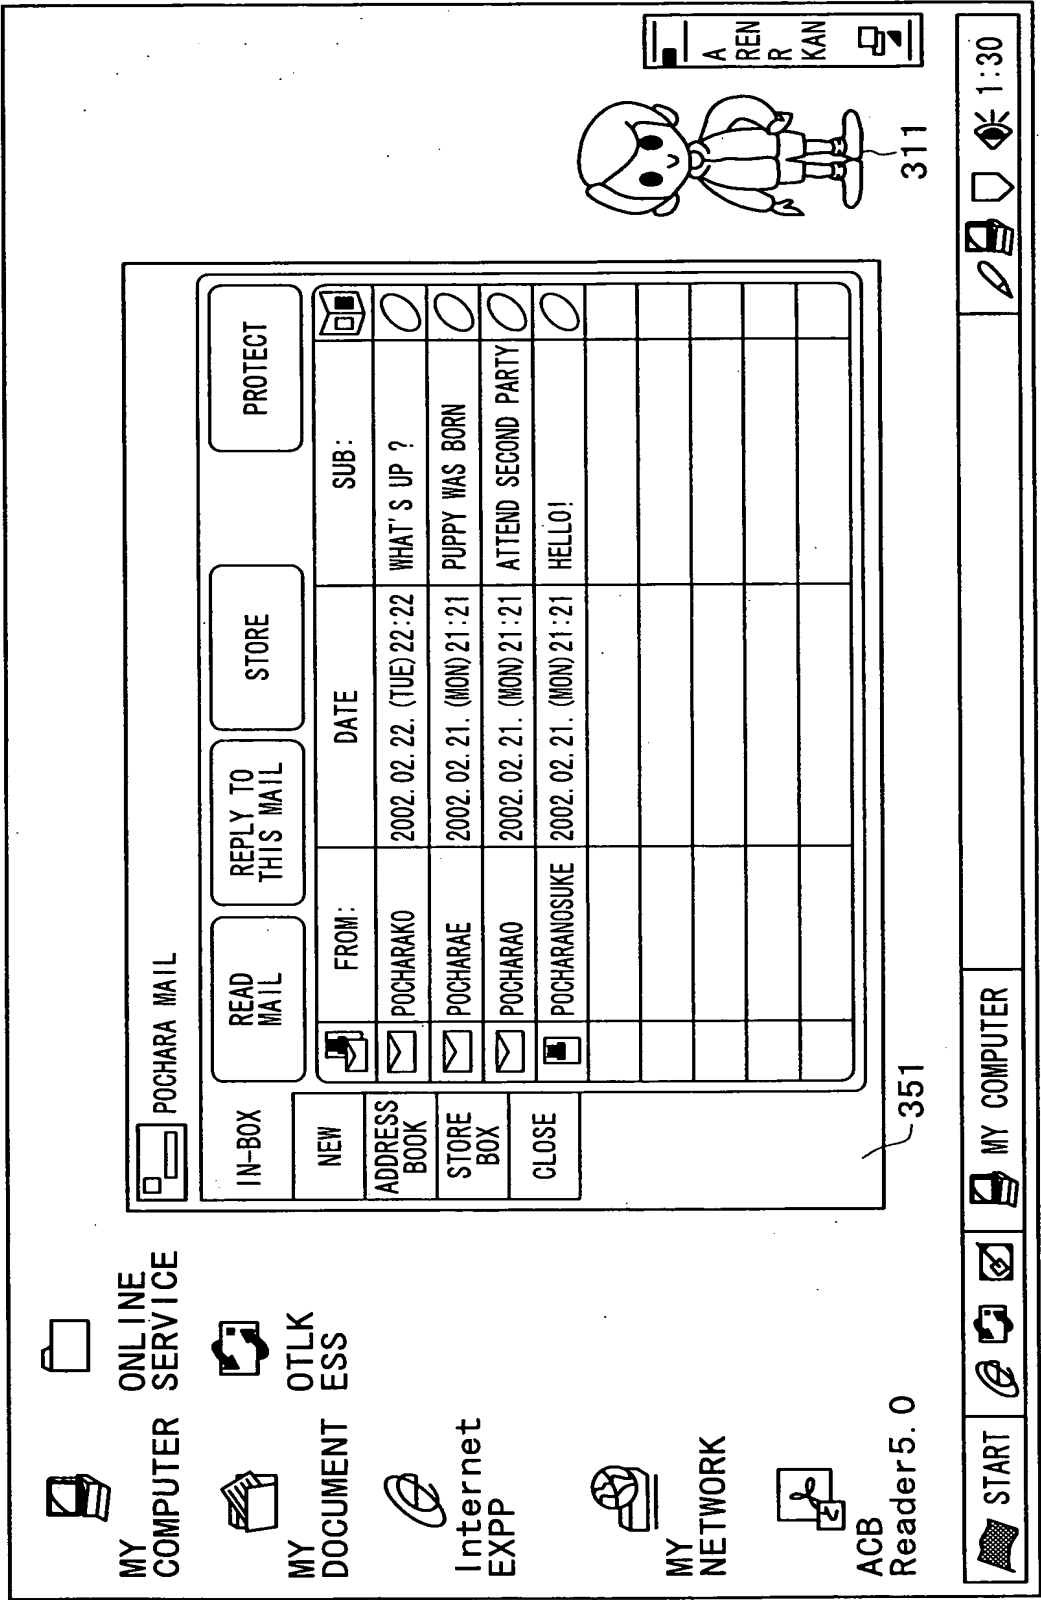 MY
COMPUTER
ONLINE
SERVICE
MY
DOCUMENT
OTLK
ESS
Internet
EXPP
MY
NETWORK
ACB
Reader5.0
POCHARA MAIL
IN-BOX
NEW
ADDRESS
BOOK
STORE
BOX
CLOSE
READ
MAIL
REPLY TO
THIS MAIL
STORE
PROTECT
FROM: DATE SUB:
POCHARAKO 2002.02.22.(TUE)22:22 WHAT'S UP ?
POCHARAE 2002.02.21.(MON)21:21 PUPPY WAS BORN
POCHARAO 2002.02.21.(MON)21:21 ATTEND SECOND PARTY
POCHARANOSUKE 2002.02.21.(MON)21:21 HELLO!
351
311
A
REN
R
KAN
START
MY COMPUTER
1:30